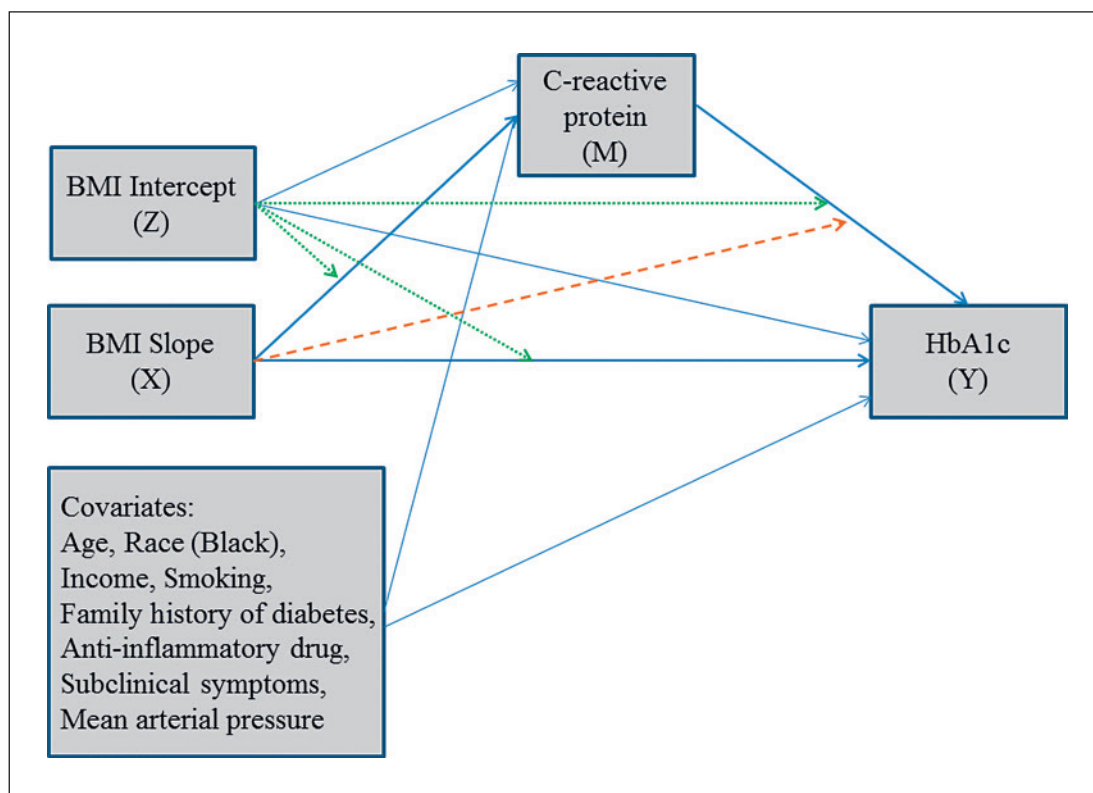 C-reactive
protein
(M)
BMI Intercept
(Z)
BMI Slope
(X)
HbA1c
(Y)
Covariates:
Age, Race (Black),
Income, Smoking,
Family history of diabetes,
Anti-inflammatory drug,
Subclinical symptoms,
Mean arterial pressure